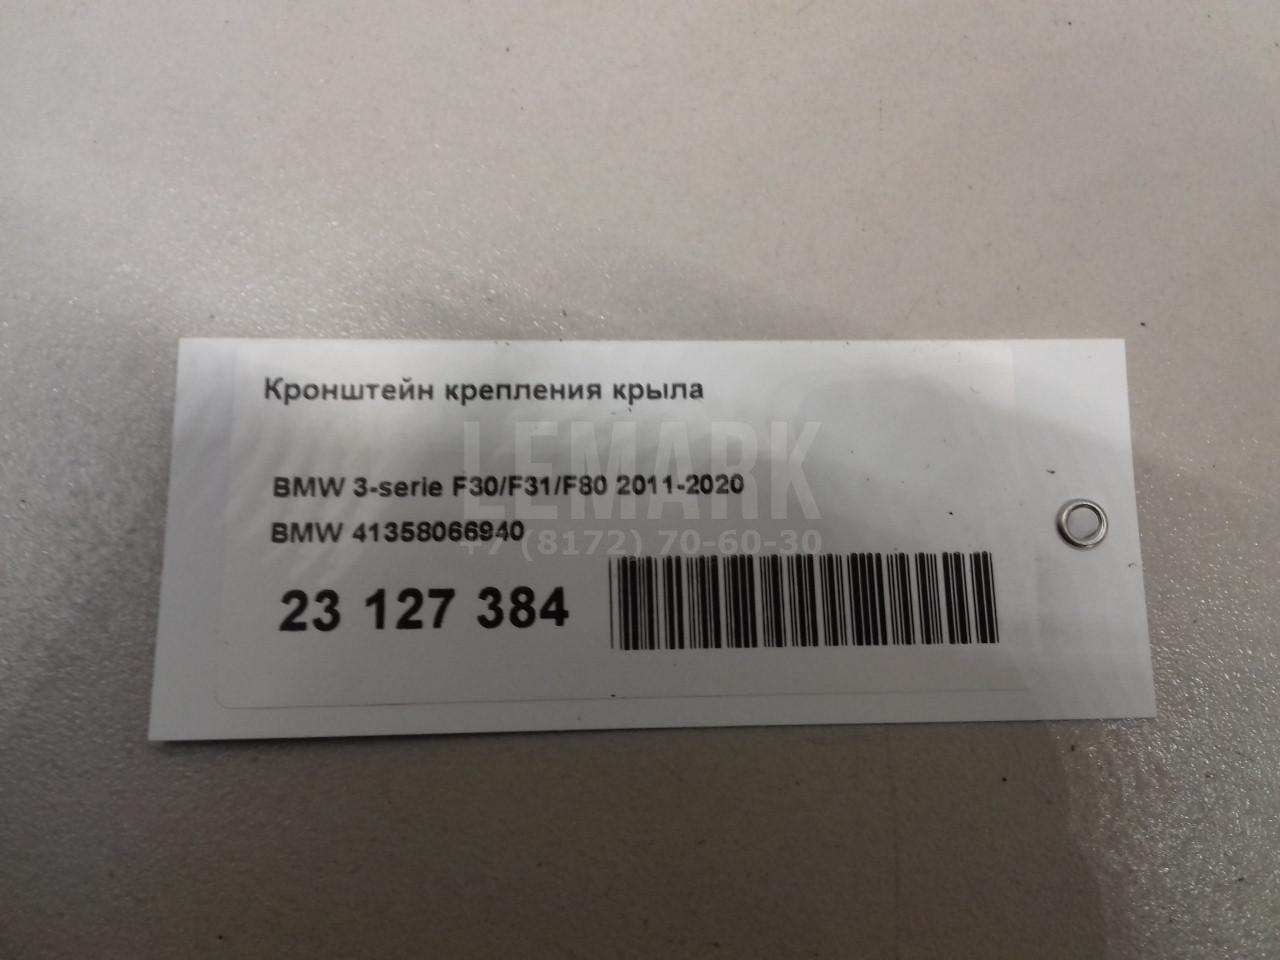 Кронштейн крепления крыла
LEMARK
BMW 3-serie F30/F31/F80 2011-2020
BMW 41358066940
+7 (8172) 70-60-30
23 127 384